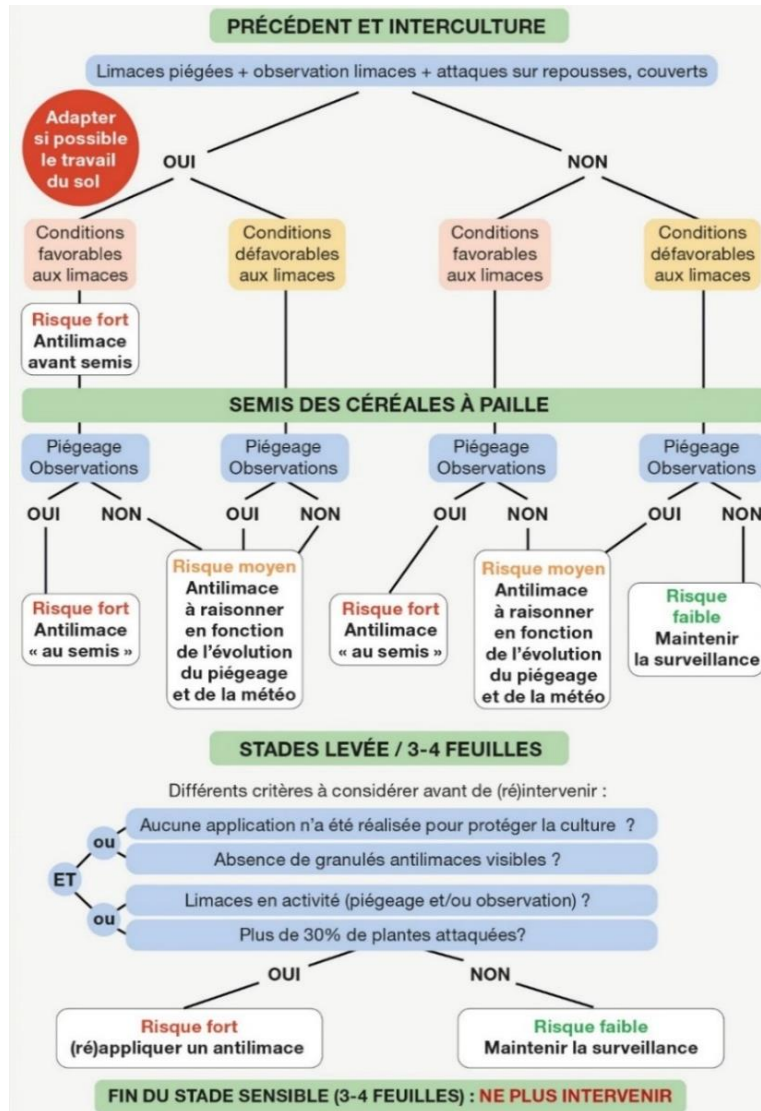 PRÉCÉDENT ET INTERCULTURE
Limaces piégées + observation limaces + attaques sur repousses, couverts
Adapter
si possible
le travail
du sol
OUI
NON
Conditions
favorables
aux limaces
Conditions
défavorables
aux limaces
Conditions
favorables
aux limaces
Conditions
défavorables
aux limaces
Risque fort
Antilimace
avant semis
SEMIS DES CÉRÉALES À PAILLE
Piégeage
Observations
Piégeage
Observations
Piégeage
Observations
Piégeage
Observations
OUI
NON
OUI
NON
OUI
NON
OUI
NON
Risque fort
Antilimace
« au semis »
Risque moyen
Antilimace
à raisonner
en fonction
de l'évolution
du piégeage
et de la météo
Risque fort
Antilimace
« au semis »
Risque moyen
Antilimace
à raisonner
en fonction
de l'évolution
du piégeage
et de la météo
Risque
faible
Maintenir
la surveillance
STADES LEVÉE / 3-4 FEUILLES
Différents critères à considérer avant de (ré)intervenir :
Aucune application n'a été réalisée pour protéger la culture ?
ou
Absence de granulés antilimaces visibles ?
ET
Limaces en activité (piégeage et/ou observation) ?
ou
Plus de 30% de plantes attaquées?
OUI
NON
Risque fort
(ré)appliquer un antilimace
Risque faible
Maintenir la surveillance
FIN DU STADE SENSIBLE (3-4 FEUILLES) : NE PLUS INTERVENIR